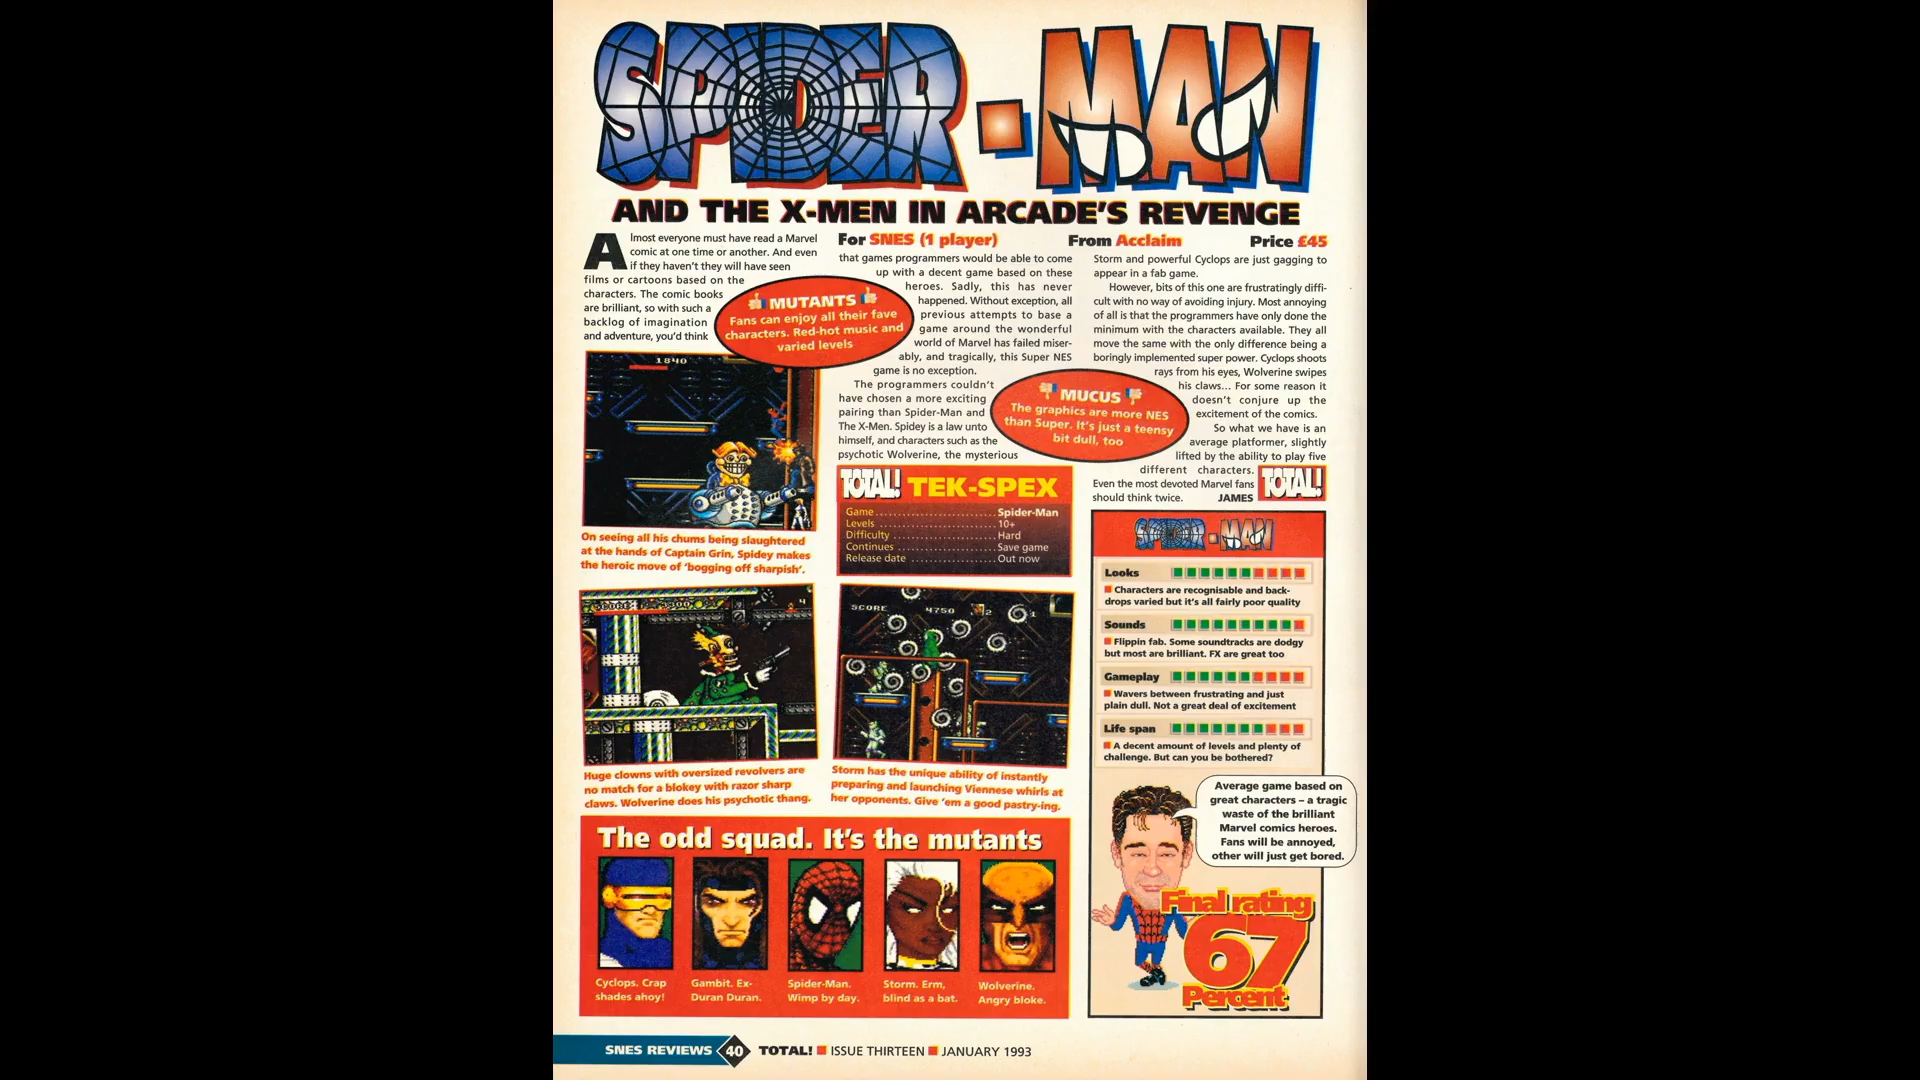 SPIDER-MAN
AND THE X-MEN IN ARCADE'S REVENGE
For SNES (1 player) From Acclaim Price £45
Almost everyone must have read a Marvel
comic at one time or another. And even
if they haven't they will have seen
films or cartoons based on the
characters. The comic books
are brilliant, so with such a
backlog of imagination
and adventure, you'd think
MUTANTS
Fans can enjoy all their fave
characters. Red-hot music and
varied levels
that games programmers would be able to come
up with a decent game based on these
heroes. Sadly, this has never
happened. Without exception, all
previous attempts to base a
game around the wonderful
world of Marvel has failed miser-
ably, and tragically, this Super NES
game is no exception.
The programmers couldn't
have chosen a more exciting
pairing than Spider-Man and
The X-Men. Spidey is a law unto
himself, and characters such as the
psychotic Wolverine, the mysterious
MUCUS
The graphics are more NES
than Super. It's just a teensy
bit dull, too
Storm and powerful Cyclops are just gagging to
appear in a fab game.
However, bits of this one are frustratingly diffi-
cult with no way of avoiding injury. Most annoying
of all is that the programmers have only done the
minimum with the characters available. They all
move the same with the only difference being a
boringly implemented super power. Cyclops shoots
rays from his eyes, Wolverine swipes
his claws... For some reason it
doesn't conjure up the
excitement of the comics.
So what we have is an
average platformer, slightly
lifted by the ability to play five
different characters.
Even the most devoted Marvel fans
should think twice. JAMES
TOTAL!
1840
On seeing all his chums being slaughtered
at the hands of Captain Grin, Spidey makes
the heroic move of 'bogging off sharpish'.
TOTAL! TEK-SPEX
Game ........................ Spider-Man
Levels ........................ 10+
Difficulty ..................... Hard
Continues ................... Save game
Release date ................ Out now
SCORE
4
Huge clowns with oversized revolvers are
no match for a blokey with razor sharp
claws. Wolverine does his psychotic thang.
SCORE 4750 2 1
Storm has the unique ability of instantly
preparing and launching Viennese whirls at
her opponents. Give 'em a good pastry-ing.
The odd squad. It's the mutants
Cyclops. Crap
shades ahoy!
Gambit. Ex-
Duran Duran.
Spider-Man.
Wimp by day.
Storm. Erm,
blind as a bat.
Wolverine.
Angry bloke.
SPIDER-MAN
Looks
Characters are recognisable and back-
drops varied but it's all fairly poor quality
Sounds
Flippin fab. Some soundtracks are dodgy
but most are brilliant. FX are great too
Gameplay
Wavers between frustrating and just
plain dull. Not a great deal of excitement
Life span
A decent amount of levels and plenty of
challenge. But can you be bothered?
Average game based on
great characters – a tragic
waste of the brilliant
Marvel comics heroes.
Fans will be annoyed,
other will just get bored.
Final rating
67
Percent
SNES REVIEWS 40 TOTAL! ISSUE THIRTEEN JANUARY 1993